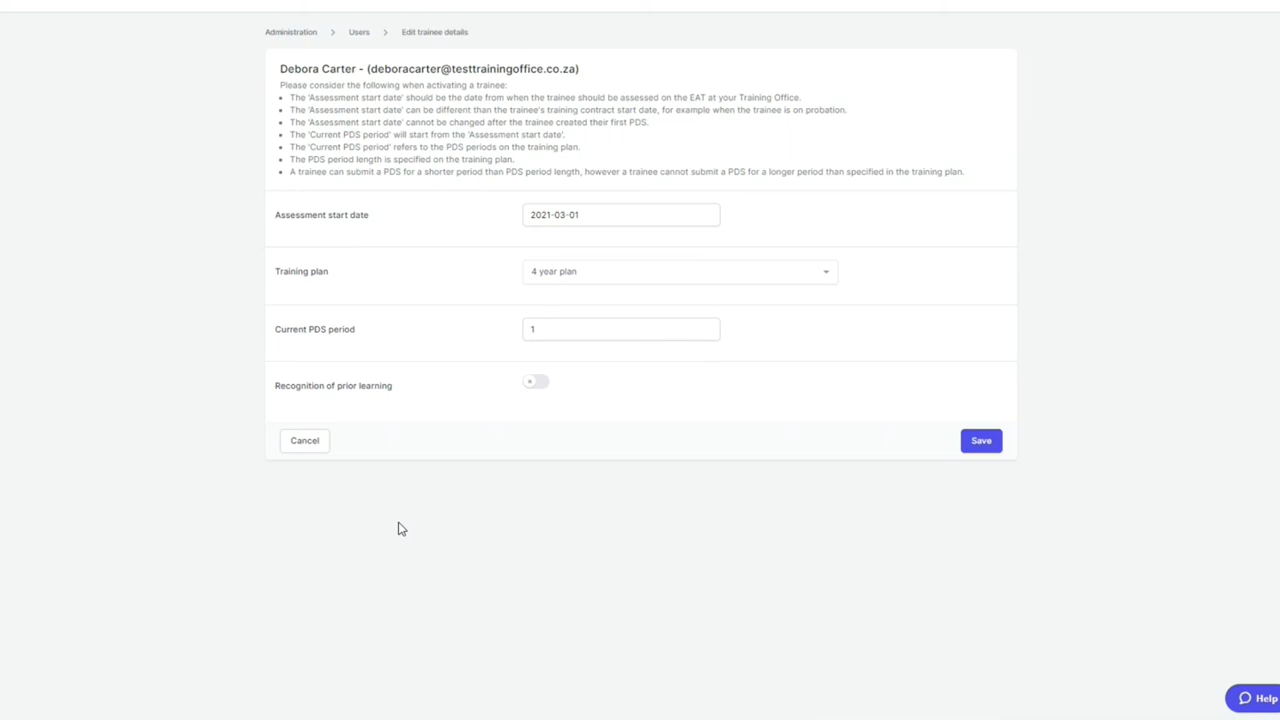 Administration > Users > Edit trainee details
Debora Carter - (deboracarter@testtrainingoffice.co.za)
Please consider the following when activating a trainee:
• The 'Assessment start date' should be the date from when the trainee should be assessed on the EAT at your Training Office.
• The 'Assessment start date' can be different than the trainee's training contract start date, for example when the trainee is on probation.
• The 'Assessment start date' cannot be changed after the trainee created their first PDS.
• The 'Current PDS period' will start from the 'Assessment start date'.
• The 'Current PDS period' refers to the PDS periods on the training plan.
• The PDS period length is specified on the training plan.
• A trainee can submit a PDS for a shorter period than PDS period length, however a trainee cannot submit a PDS for a longer period than specified in the training plan.
Assessment start date 2021-03-01
Training plan 4 year plan
Current PDS period 1
Recognition of prior learning
Cancel Save
Help